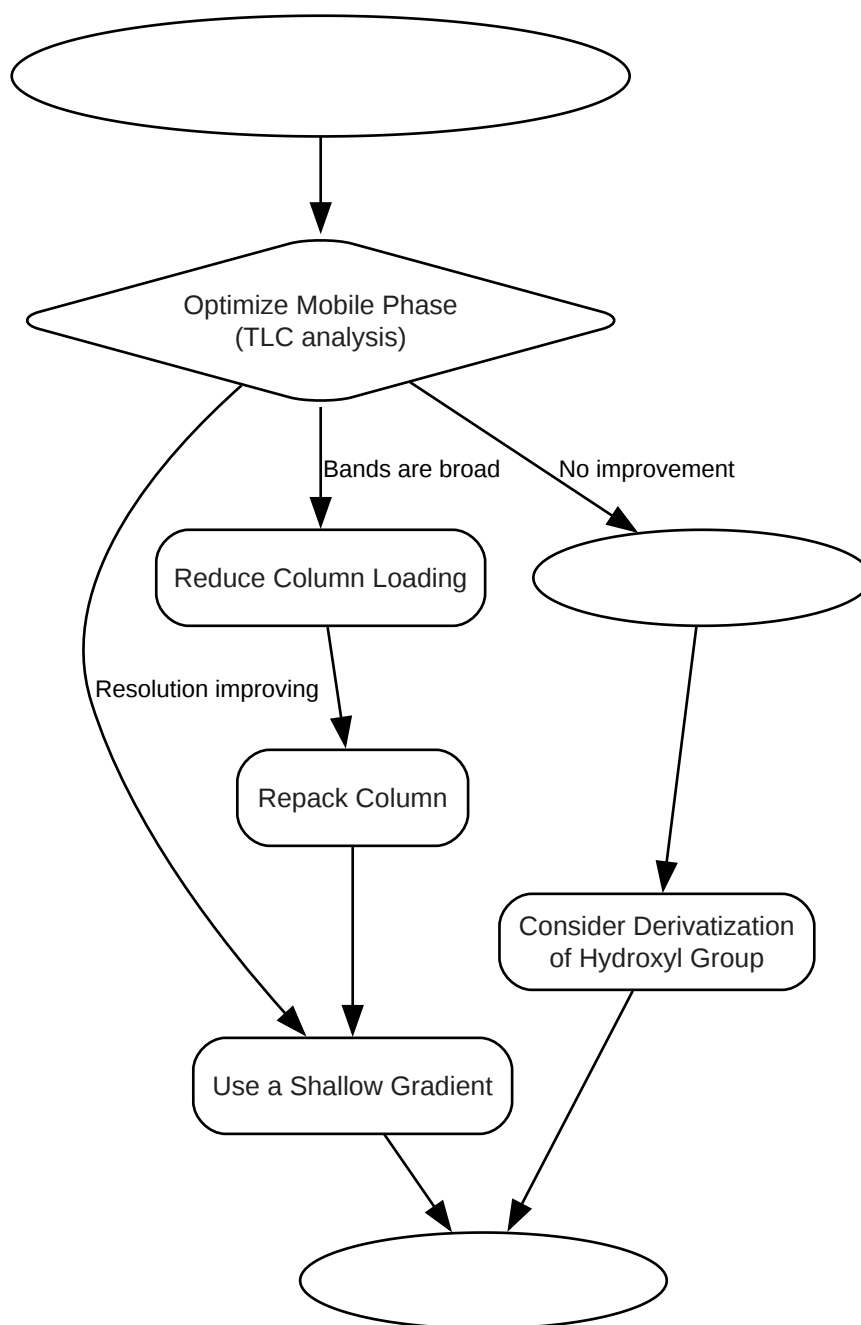 Optimize Mobile Phase
(TLC analysis)
Bands are broad
No improvement
Reduce Column Loading
Resolution improving
Repack Column
Consider Derivatization
of Hydroxyl Group
Use a Shallow Gradient